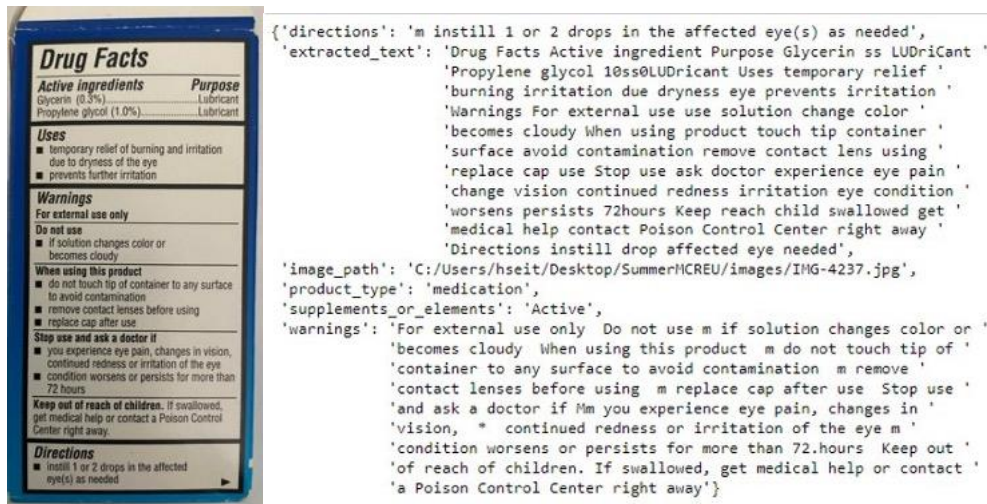 Drug Facts
Active ingredients Purpose
Glycerin (0.3%)........................Lubricant
Propylene glycol (1.0%)...............Lubricant
Uses
■ temporary relief of burning and irritation
due to dryness of the eye
■ prevents further irritation
Warnings
For external use only
Do not use
■ if solution changes color or
becomes cloudy
When using this product
■ do not touch tip of container to any surface
to avoid contamination
■ remove contact lenses before using
■ replace cap after use
Stop use and ask a doctor if
■ you experience eye pain, changes in vision,
continued redness or irritation of the eye
■ condition worsens or persists for more than
72 hours
Keep out of reach of children. If swallowed,
get medical help or contact a Poison Control
Center right away.
Directions
■ instill 1 or 2 drops in the affected
eye(s) as needed
{'directions': 'm instill 1 or 2 drops in the affected eye(s) as needed',
'extracted_text': 'Drug Facts Active ingredient Purpose Glycerin ss LUDriCant '
'Propylene glycol 10ss0LUDricant Uses temporary relief '
'burning irritation due dryness eye prevents irritation '
'Warnings For external use use solution change color '
'becomes cloudy When using product touch tip container '
'surface avoid contamination remove contact lens using '
'replace cap use Stop use ask doctor experience eye pain '
'change vision continued redness irritation eye condition '
'worsens persists 72hours Keep reach child swallowed get '
'medical help contact Poison Control Center right away '
'Directions instill drop affected eye needed',
'image_path': 'C:/Users/hseit/Desktop/SummerMCREU/images/IMG-4237.jpg',
'product_type': 'medication',
'supplements_or_elements': 'Active',
'warnings': 'For external use only  Do not use m if solution changes color or '
'becomes cloudy  When using this product  m do not touch tip of '
'container to any surface to avoid contamination  m remove '
'contact lenses before using  m replace cap after use  Stop use '
'and ask a doctor if Mm you experience eye pain, changes in '
'vision,  *  continued redness or irritation of the eye m '
'condition worsens or persists for more than 72.hours  Keep out '
'of reach of children. If swallowed, get medical help or contact '
'a Poison Control Center right away'}